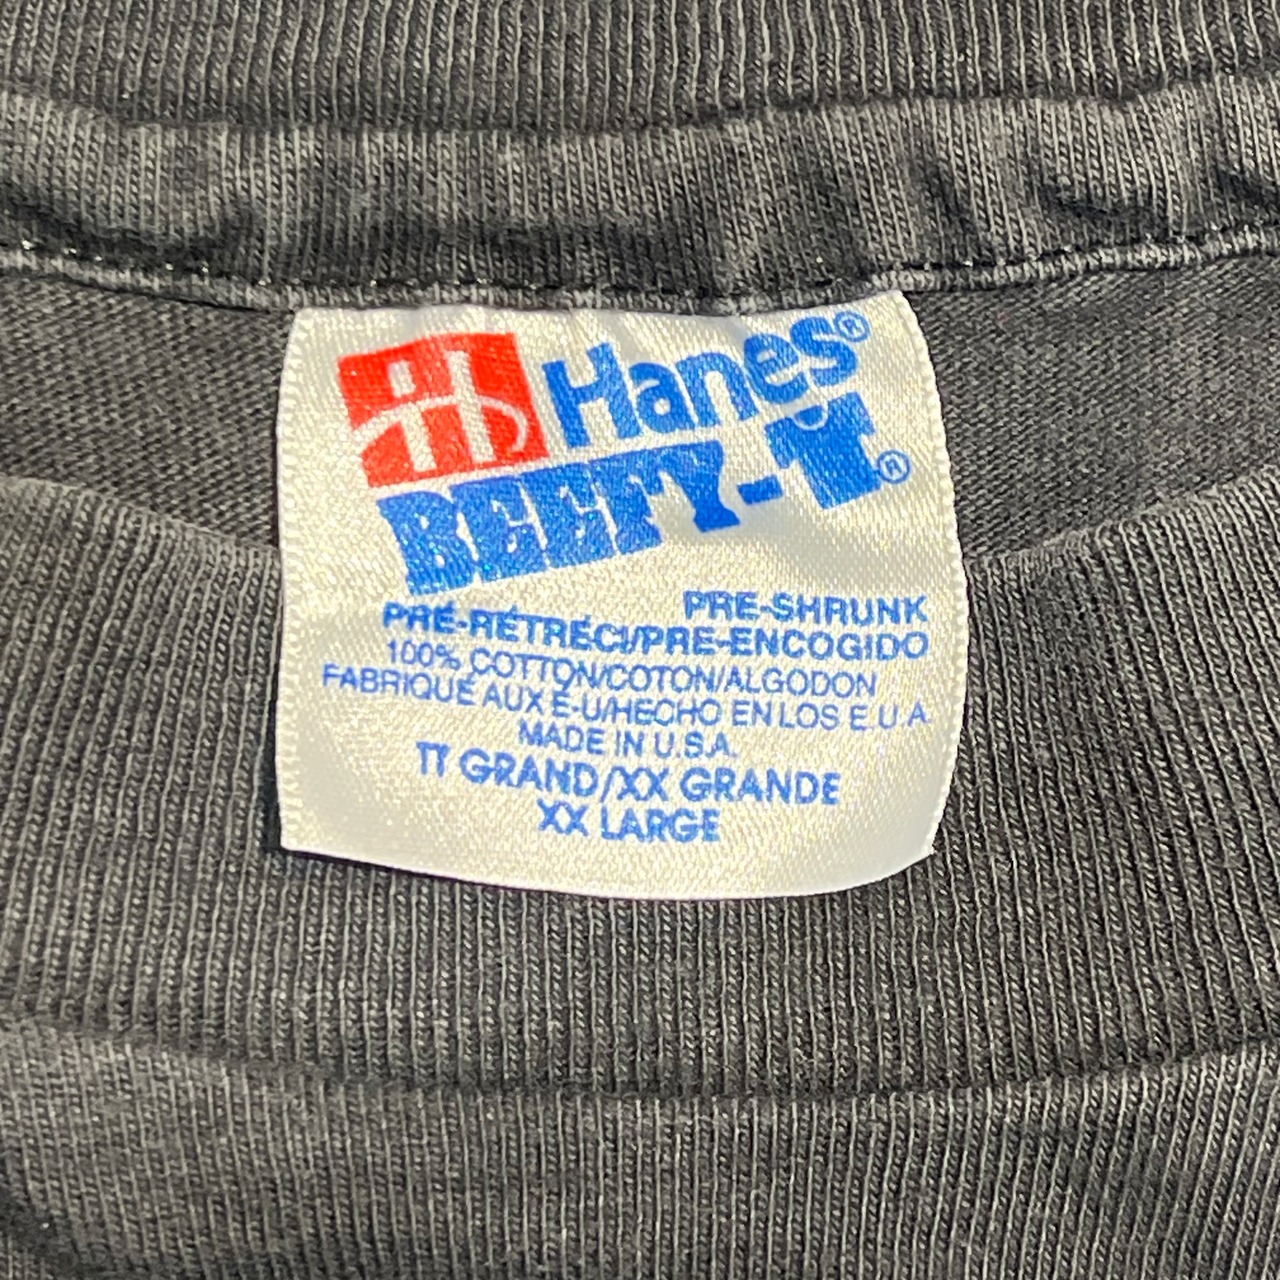 Hanes®
BEEFY-T®
PRE-SHRUNK
PRÉ-RÉTRÉCI/PRE-ENCOGIDO
100% COTTON/COTON/ALGODON
FABRIQUÉ AUX É-U/HECHO EN LOS E.U.A.
MADE IN U.S.A.
TT GRAND/XX GRANDE
XX LARGE